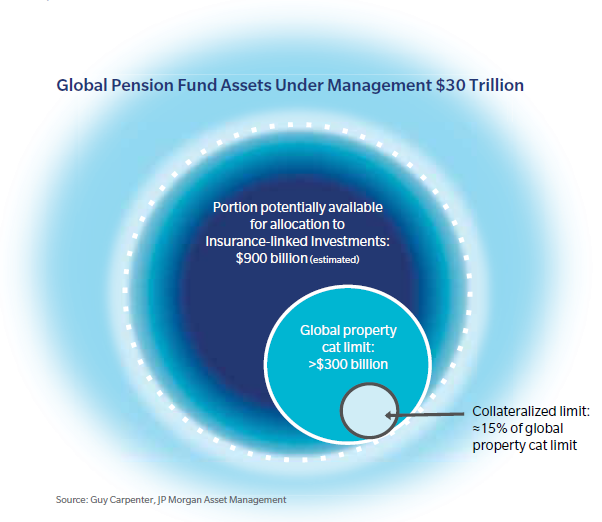 Global Pension Fund Assets Under Management $30 Trillion
Portion potentially available
for allocation to
Insurance-linked Investments:
$900 billion (estimated)
Global property
cat limit:
>$300 billion
Collateralized limit:
≈15% of global
property cat limit
Source: Guy Carpenter, JP Morgan Asset Management